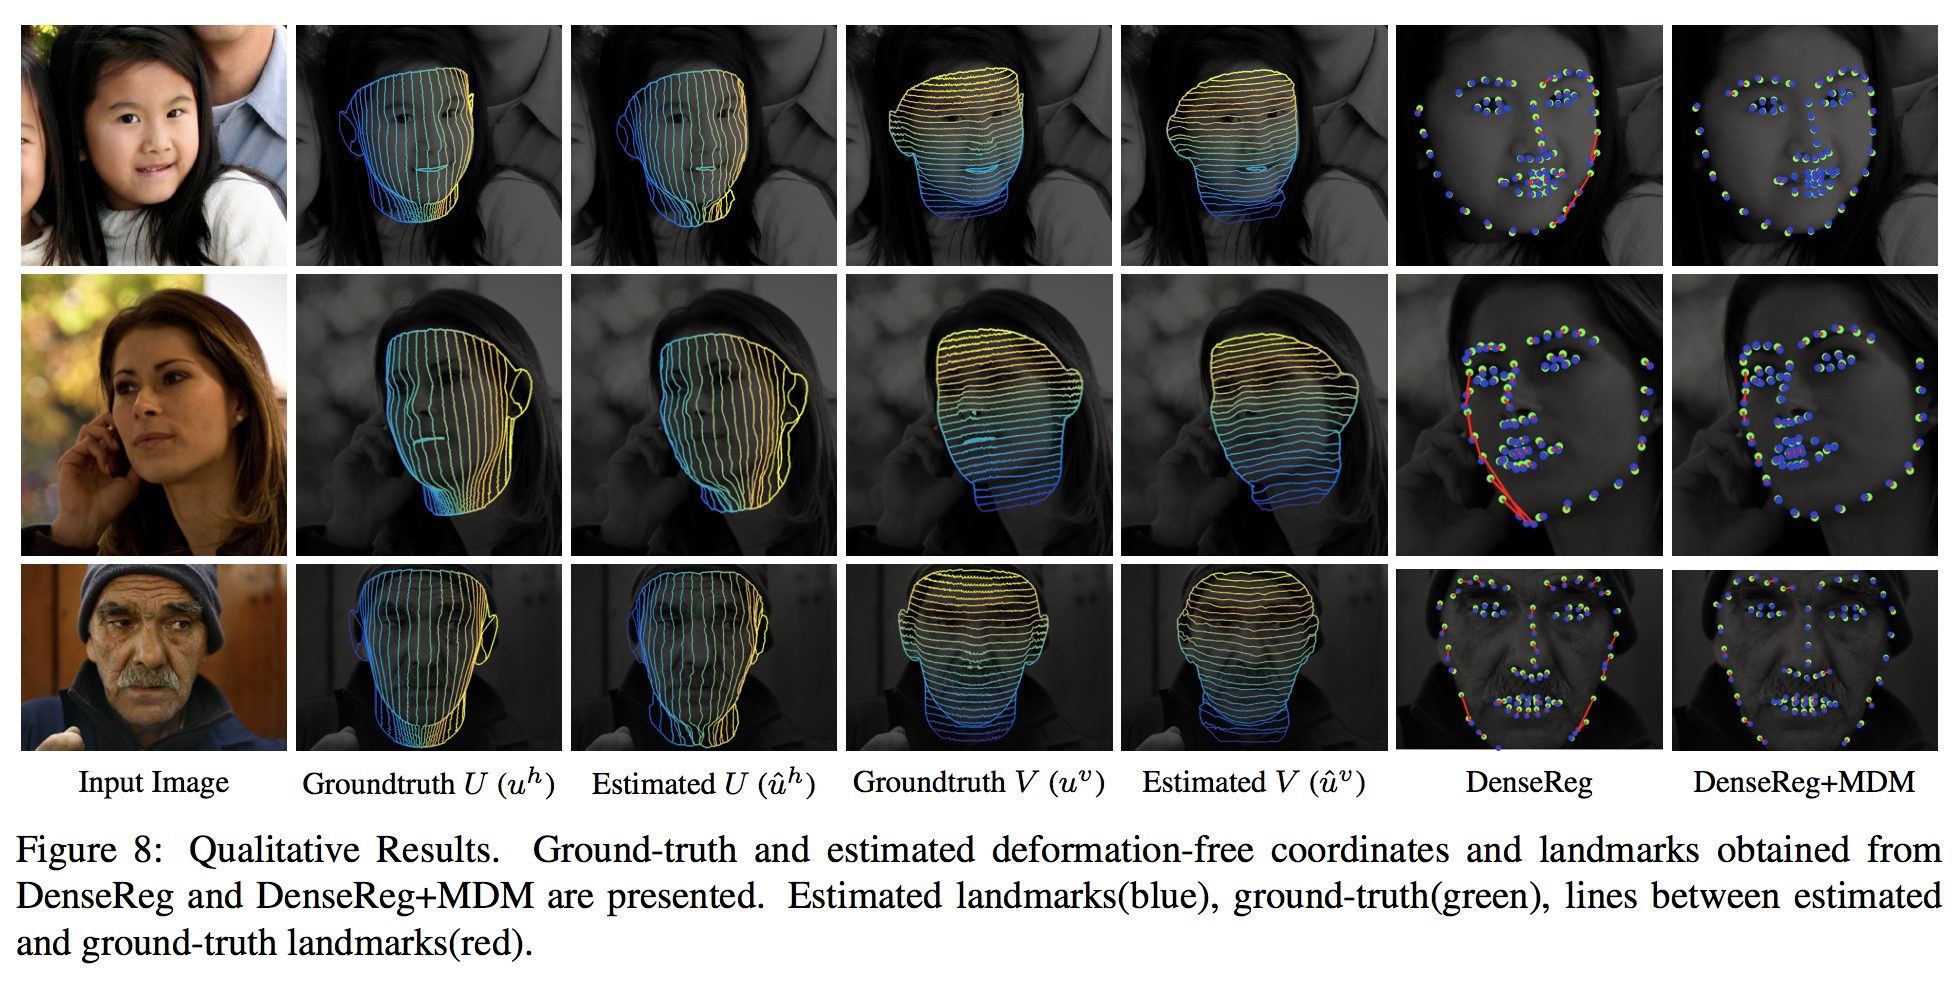 Input Image
Groundtruth U (u^h)
Estimated U (û^h)
Groundtruth V (u^v)
Estimated V (û^v)
DenseReg
DenseReg+MDM
Figure 8: Qualitative Results. Ground-truth and estimated deformation-free coordinates and landmarks obtained from
DenseReg and DenseReg+MDM are presented. Estimated landmarks(blue), ground-truth(green), lines between estimated
and ground-truth landmarks(red).